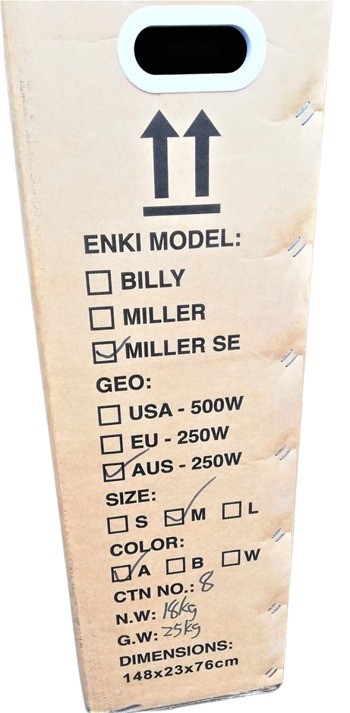 ENKI MODEL:
BILLY
MILLER
MILLER SE
GEO:
USA - 500W
EU - 250W
AUS - 250W
SIZE:
S M L
COLOR:
A B W
CTN NO.: 8
N.W: 18kg
G.W: 25kg
DIMENSIONS:
148x23x76cm